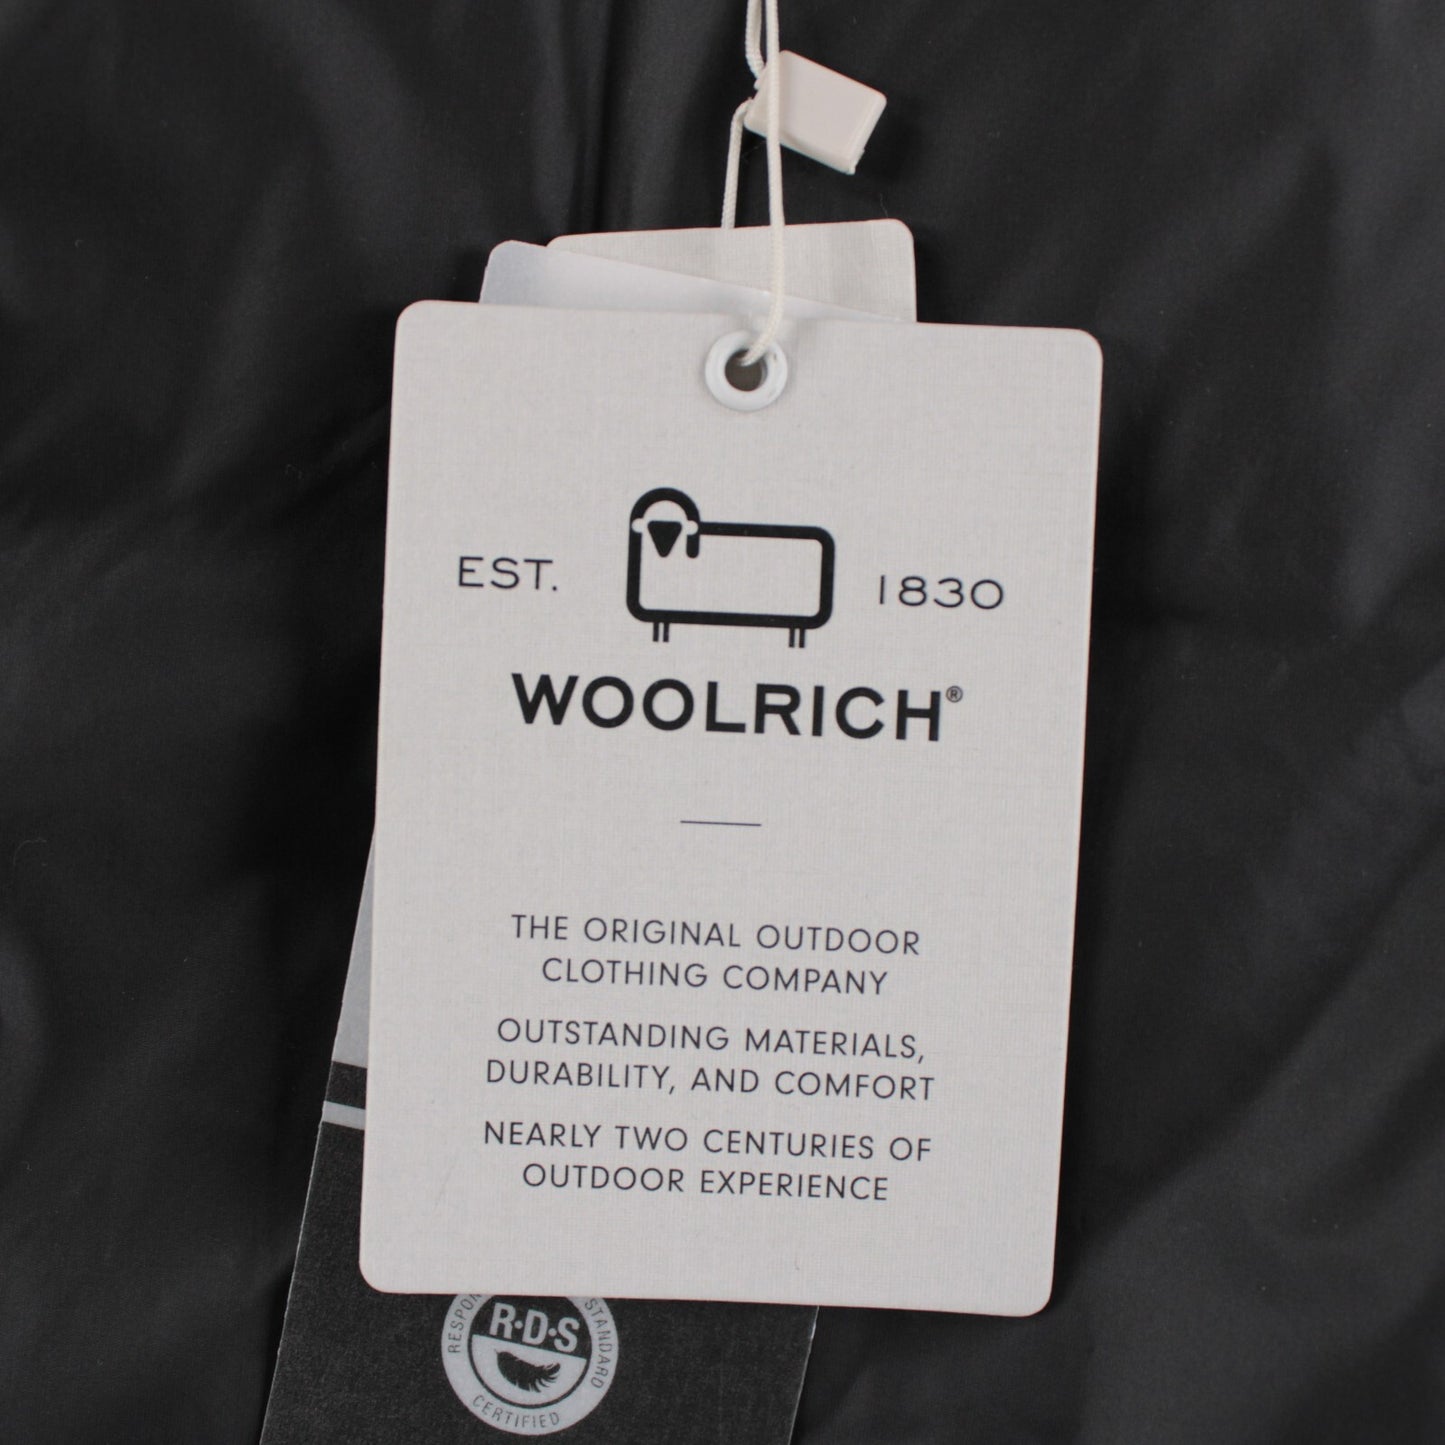 EST. 1830
WOOLRICH®
THE ORIGINAL OUTDOOR
CLOTHING COMPANY
OUTSTANDING MATERIALS,
DURABILITY, AND COMFORT
NEARLY TWO CENTURIES OF
OUTDOOR EXPERIENCE
STANDARD
R·D·S
CERTIFIED